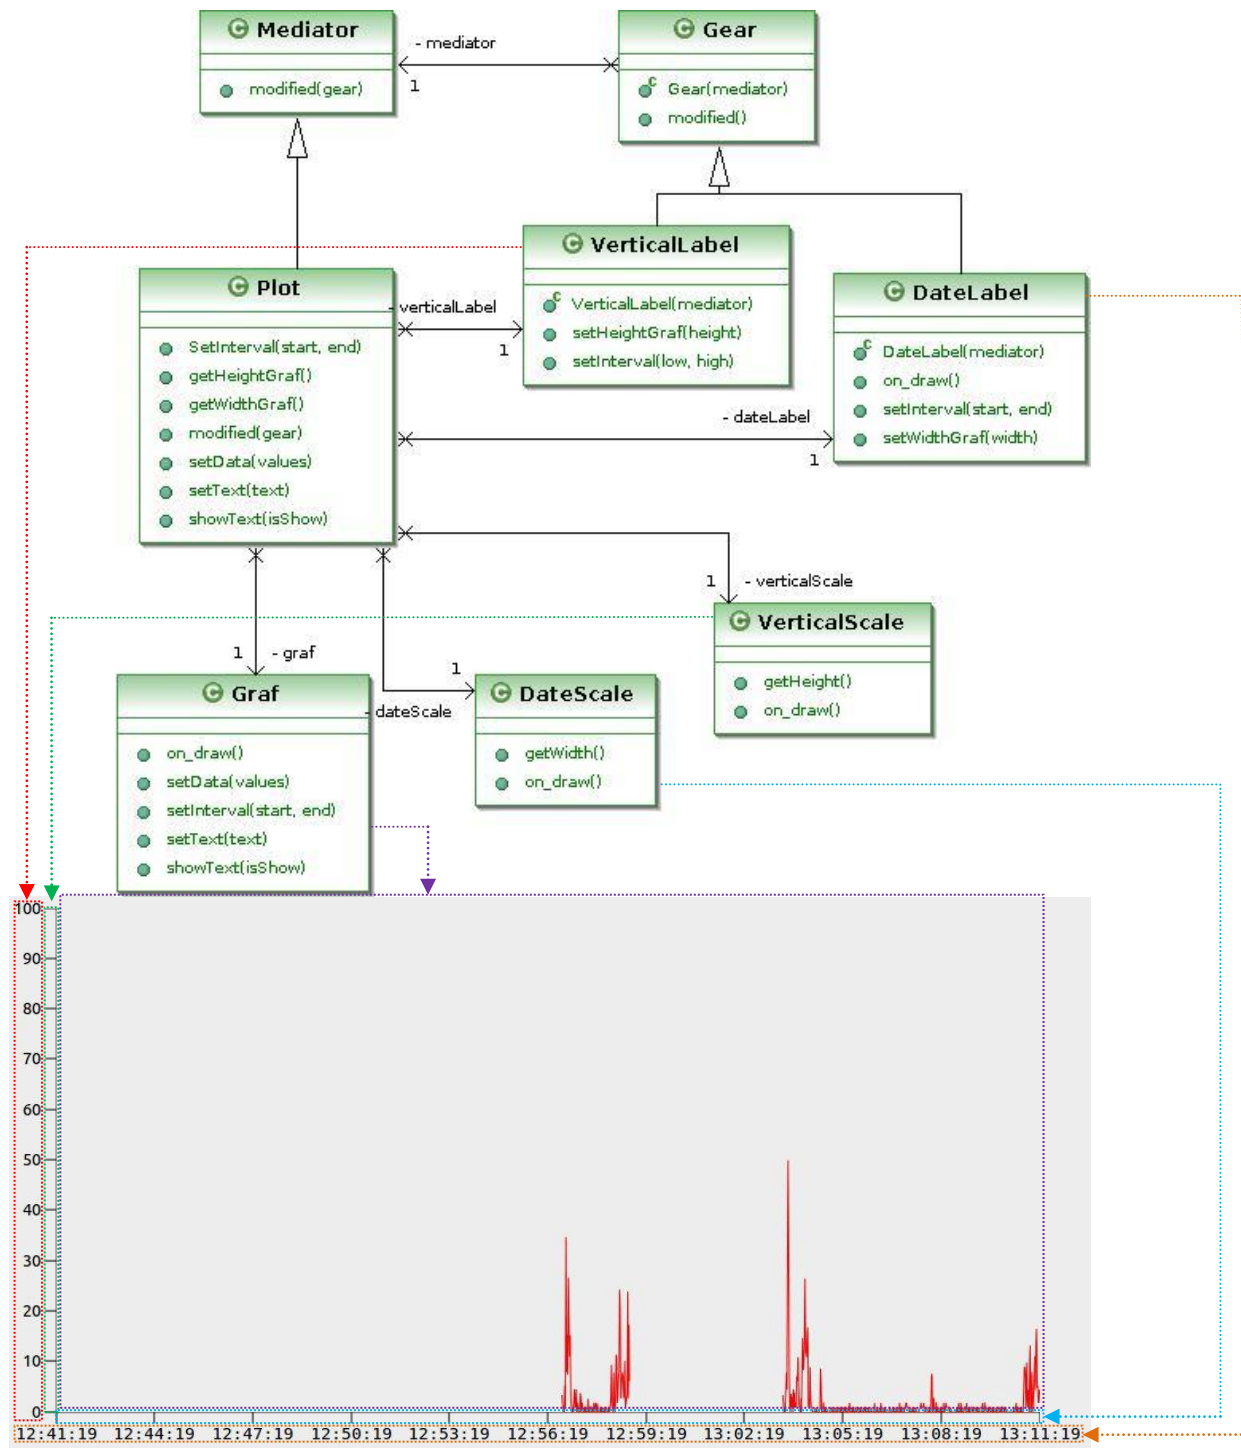 Mediator
modified(gear)
- mediator
1
Gear
Gear(mediator)
modified()
VerticalLabel
VerticalLabel(mediator)
setHeightGraf(height)
setInterval(low, high)
Plot
SetInterval(start, end)
getHeightGraf()
getWidthGraf()
modified(gear)
setData(values)
setText(text)
showText(isShow)
- verticalLabel
1
DateLabel
DateLabel(mediator)
on_draw()
setInterval(start, end)
setWidthGraf(width)
- dateLabel
1
1 - verticalScale
VerticalScale
getHeight()
on_draw()
1 - graf
Graf
on_draw()
setData(values)
setInterval(start, end)
setText(text)
showText(isShow)
1
- dateScale
DateScale
getWidth()
on_draw()
100
90
80
70
60
50
40
30
20
10
0
12:41:19 12:44:19 12:47:19 12:50:19 12:53:19 12:56:19 12:59:19 13:02:19 13:05:19 13:08:19 13:11:19